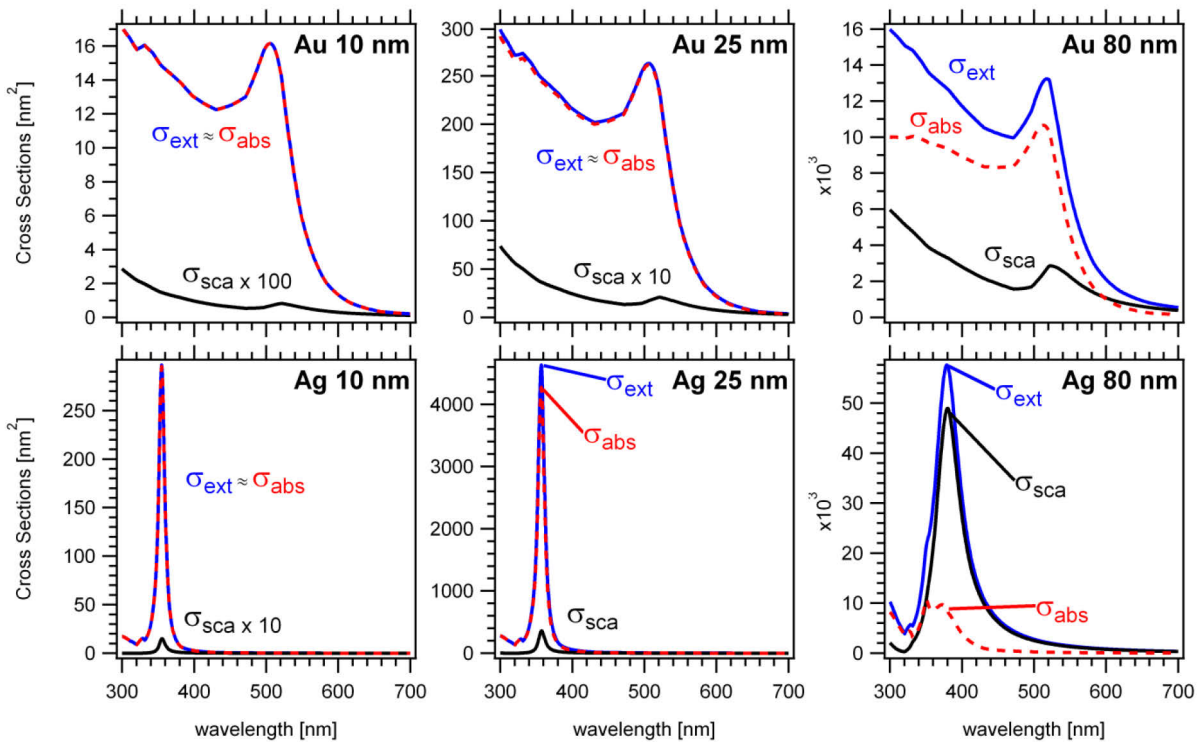 Au 10 nm
Cross Sections [nm²]
16
14
12
10
8
6
4
2
0
σext ≈ σabs
σsca x 100
Au 25 nm
300
250
200
150
100
50
0
σext ≈ σabs
σsca x 10
Au 80 nm
x10³
16
14
12
10
8
6
4
2
0
σext
σabs
σsca
Ag 10 nm
Cross Sections [nm²]
250
200
150
100
50
0
σext ≈ σabs
σsca x 10
300 400 500 600 700
wavelength [nm]
Ag 25 nm
4000
3000
2000
1000
0
σext
σabs
σsca
300 400 500 600 700
wavelength [nm]
Ag 80 nm
x10³
50
40
30
20
10
0
σext
σsca
σabs
300 400 500 600 700
wavelength [nm]